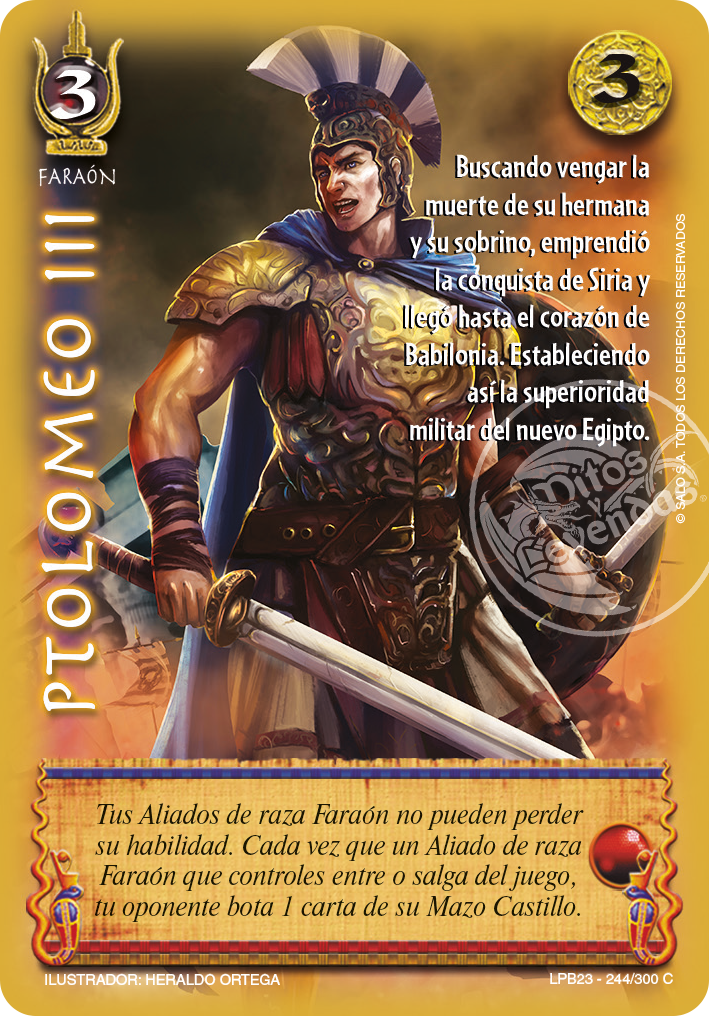 3
3
FARAÓN
PTOLOMEO III
Buscando vengar la
muerte de su hermana
y su sobrino, emprendió
la conquista de Siria y
llegó hasta el corazón de
Babilonia. Estableciendo
así la superioridad
militar del nuevo Egipto.
© SALO S.A. TODOS LOS DERECHOS RESERVADOS
Mitos
y
Leyendas®
Tus Aliados de raza Faraón no pueden perder
su habilidad. Cada vez que un Aliado de raza
Faraón que controles entre o salga del juego,
tu oponente bota 1 carta de su Mazo Castillo.
ILUSTRADOR: HERALDO ORTEGA
LPB23 - 244/300 C